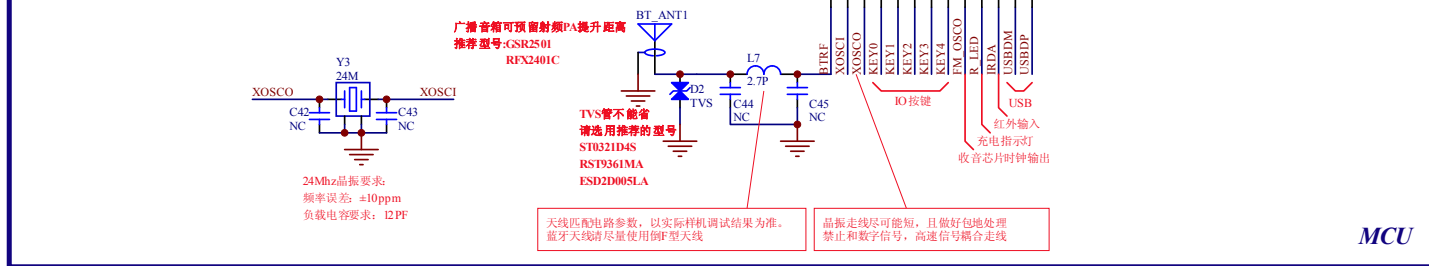 BT_ANT1
广播音箱可预留射频PA提升距离
推荐型号:GSR2501
RFX2401C
Y3
24M
XOSCO
XOSCI
C42
NC
C43
NC
24Mhz晶振要求:
频率误差: ±10ppm
负载电容要求: 12PF
D2
TVS
TVS管不能省
请选用推荐的型号
ST0321D4S
RST9361MA
ESD2D005LA
L7
2.7P
C44
NC
C45
NC
BTRF
XOSCI
XOSCO
KEY0
KEY1
KEY2
KEY3
KEY4
FM_OSCO
R_LED
IRDA
USBDM
USBDP
IO按键
USB
红外输入
充电指示灯
收音芯片时钟输出
天线匹配电路参数，以实际样机调试结果为准。
蓝牙天线请尽量使用倒F型天线
晶振走线尽可能短，且做好包地处理
禁止和数字信号，高速信号耦合走线
MCU